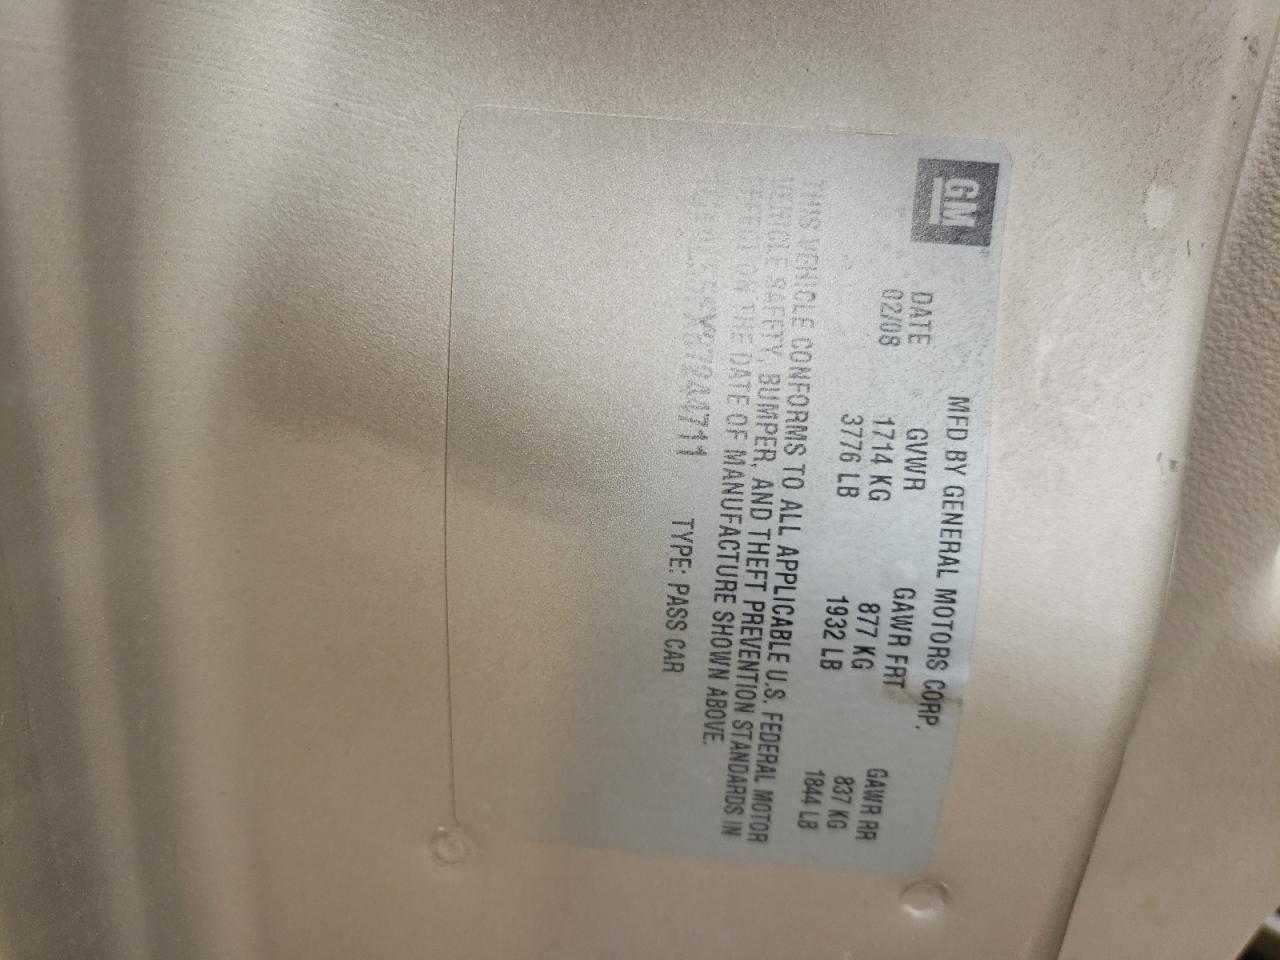 GM
MFD BY GENERAL MOTORS CORP.
DATE GVWR GAWR FRT GAWR RR
02/08 1714 KG 877 KG 837 KG
3776 LB 1932 LB 1844 LB
THIS VEHICLE CONFORMS TO ALL APPLICABLE U.S. FEDERAL MOTOR
VEHICLE SAFETY, BUMPER, AND THEFT PREVENTION STANDARDS IN
EFFECT ON THE DATE OF MANUFACTURE SHOWN ABOVE.
TYPE: PASS CAR